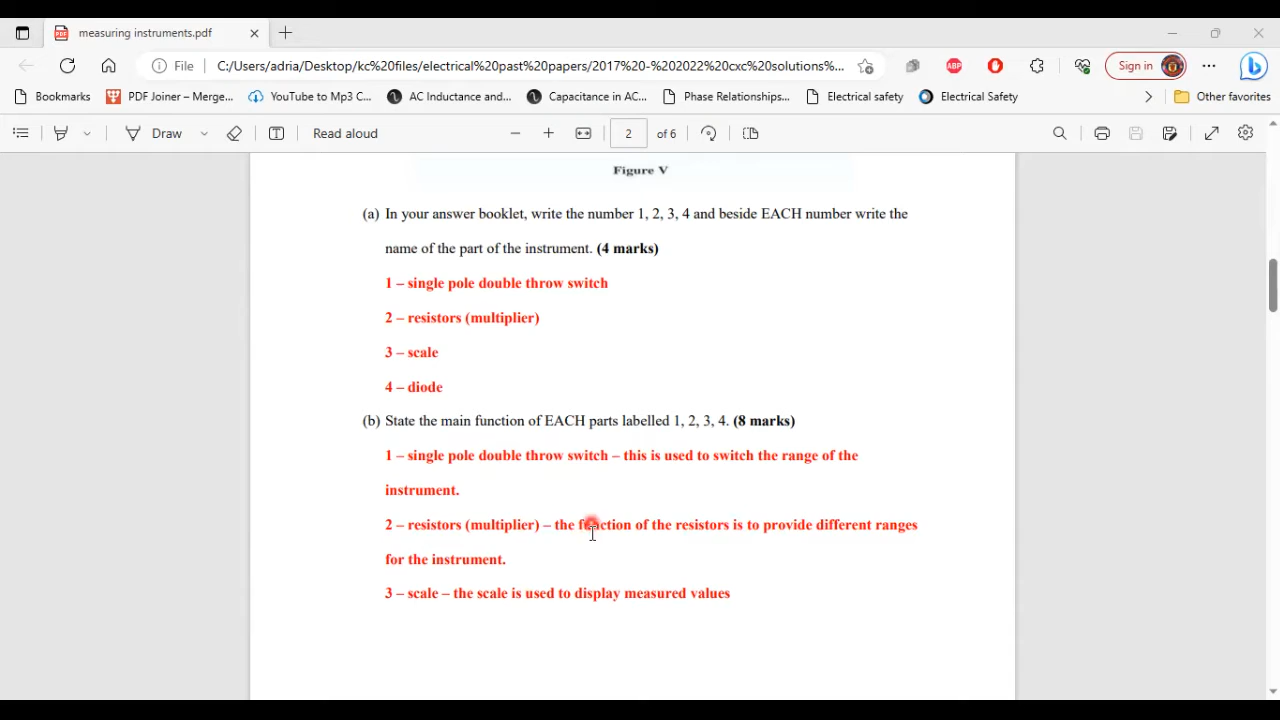 measuring instruments.pdf
File C:/Users/adria/Desktop/kc%20files/electrical%20past%20papers/2017%20-%202022%20cxc%20solutions%... Sign in
Bookmarks PDF Joiner – Merge... YouTube to Mp3 C... AC Inductance and... Capacitance in AC... Phase Relationships... Electrical safety Electrical Safety Other favorites
Draw Read aloud 2 of 6
Figure V
(a) In your answer booklet, write the number 1, 2, 3, 4 and beside EACH number write the
name of the part of the instrument. (4 marks)
1 – single pole double throw switch
2 – resistors (multiplier)
3 – scale
4 – diode
(b) State the main function of EACH parts labelled 1, 2, 3, 4. (8 marks)
1 – single pole double throw switch – this is used to switch the range of the
instrument.
2 – resistors (multiplier) – the function of the resistors is to provide different ranges
for the instrument.
3 – scale – the scale is used to display measured values